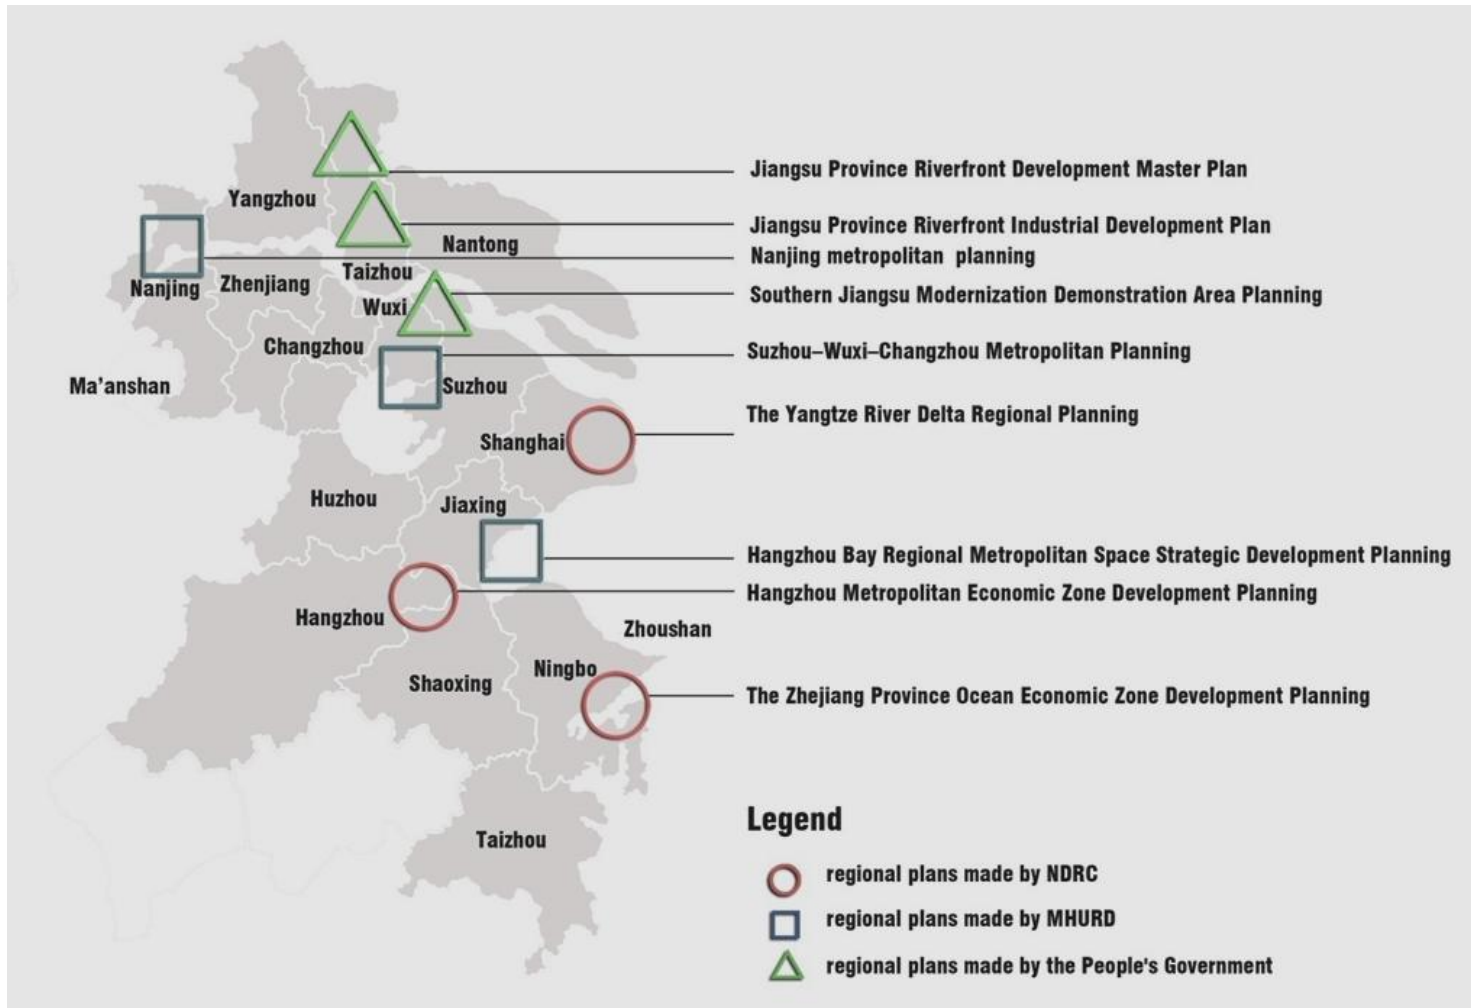 Jiangsu Province Riverfront Development Master Plan
Yangzhou
Jiangsu Province Riverfront Industrial Development Plan
Nantong
Nanjing metropolitan planning
Taizhou
Zhenjiang
Nanjing
Southern Jiangsu Modernization Demonstration Area Planning
Wuxi
Changzhou
Suzhou–Wuxi–Changzhou Metropolitan Planning
Ma'anshan
Suzhou
The Yangtze River Delta Regional Planning
Shanghai
Huzhou
Jiaxing
Hangzhou Bay Regional Metropolitan Space Strategic Development Planning
Hangzhou Metropolitan Economic Zone Development Planning
Hangzhou
Zhoushan
Ningbo
Shaoxing
The Zhejiang Province Ocean Economic Zone Development Planning
Taizhou
Legend
regional plans made by NDRC
regional plans made by MHURD
regional plans made by the People's Government